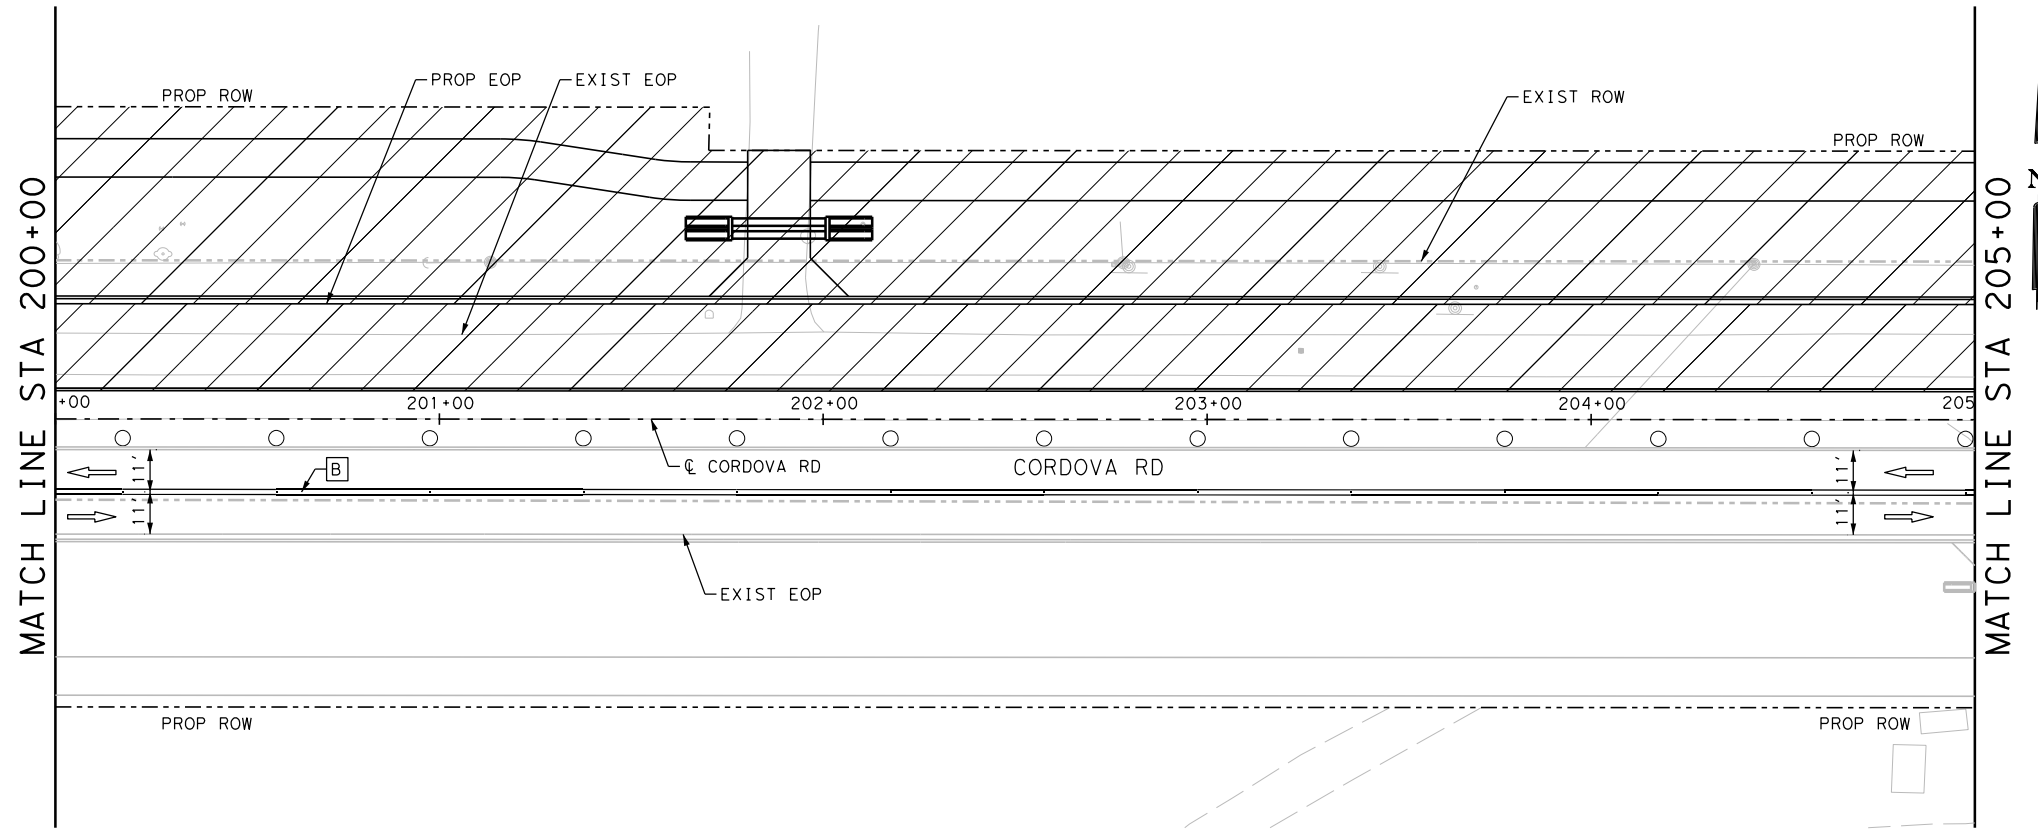 PROP EOP
EXIST EOP
PROP ROW
EXIST ROW
PROP ROW
MATCH LINE STA 200+00
MATCH LINE STA 205+00
N
+00
201+00
202+00
203+00
204+00
205
11'
B
℄ CORDOVA RD
CORDOVA RD
11'
11'
11'
EXIST EOP
PROP ROW
PROP ROW